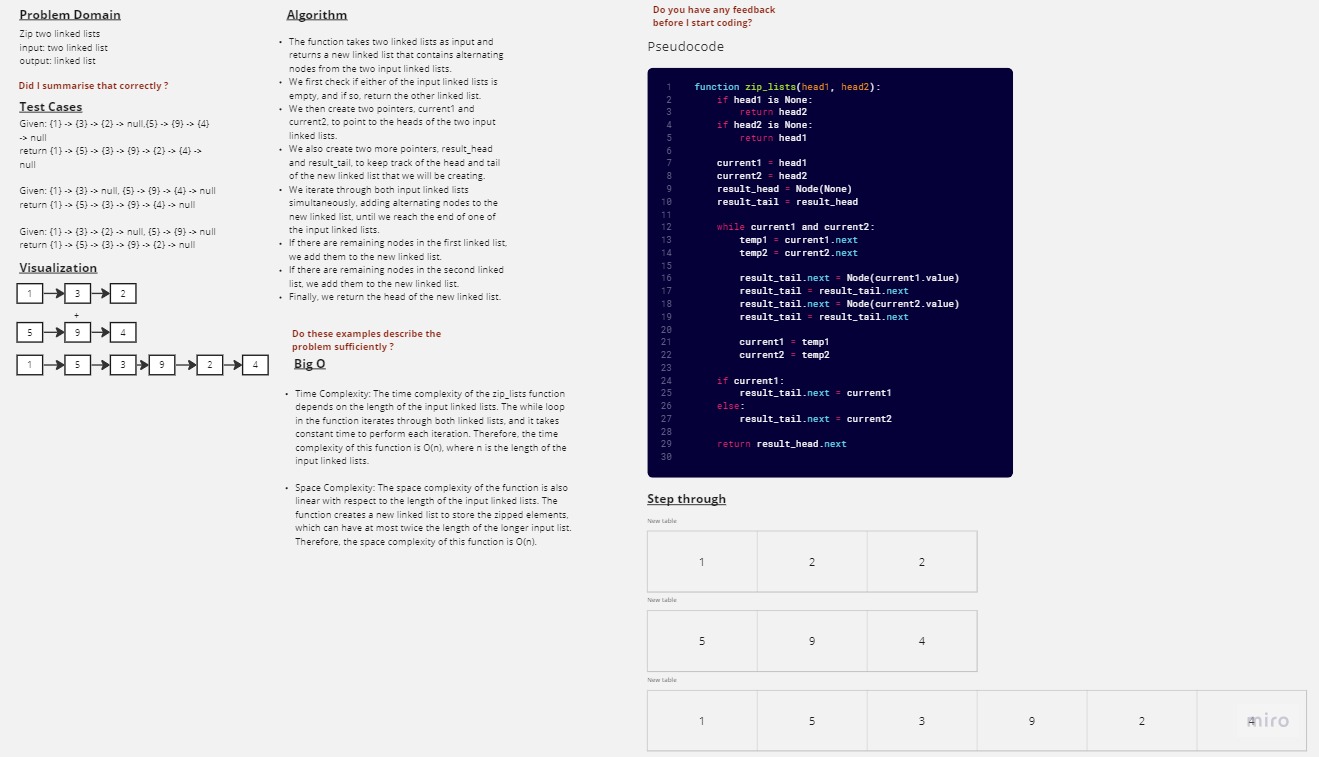 Problem Domain
Zip two linked lists
input: two linked list
output: linked list
Did I summarise that correctly ?
Test Cases
Given: {1} -> {3} -> {2} -> null,{5} -> {9} -> {4}
-> null
return {1} -> {5} -> {3} -> {9} -> {2} -> {4} ->
null
Given: {1} -> {3} -> null, {5} -> {9} -> {4} -> null
return {1} -> {5} -> {3} -> {9} -> {4} -> null
Given: {1} -> {3} -> {2} -> null, {5} -> {9} -> null
return {1} -> {5} -> {3} -> {9} -> {2} -> null
Visualization
1 3 2
+
5 9 4
1 5 3 9 2 4
Algorithm
• The function takes two linked lists as input and
returns a new linked list that contains alternating
nodes from the two input linked lists.
• We first check if either of the input linked lists is
empty, and if so, return the other linked list.
• We then create two pointers, current1 and
current2, to point to the heads of the two input
linked lists.
• We also create two more pointers, result_head
and result_tail, to keep track of the head and tail
of the new linked list that we will be creating.
• We iterate through both input linked lists
simultaneously, adding alternating nodes to the
new linked list, until we reach the end of one of
the input linked lists.
• If there are remaining nodes in the first linked list,
we add them to the new linked list.
• If there are remaining nodes in the second linked
list, we add them to the new linked list.
• Finally, we return the head of the new linked list.
Do these examples describe the
problem sufficiently ?
Big O
• Time Complexity: The time complexity of the zip_lists function
depends on the length of the input linked lists. The while loop
in the function iterates through both linked lists, and it takes
constant time to perform each iteration. Therefore, the time
complexity of this function is O(n), where n is the length of the
input linked lists.
• Space Complexity: The space complexity of the function is also
linear with respect to the length of the input linked lists. The
function creates a new linked list to store the zipped elements,
which can have at most twice the length of the longer input list.
Therefore, the space complexity of this function is O(n).
Do you have any feedback
before I start coding?
Pseudocode
1 function zip_lists(head1, head2):
2 if head1 is None:
3 return head2
4 if head2 is None:
5 return head1
6
7 current1 = head1
8 current2 = head2
9 result_head = Node(None)
10 result_tail = result_head
11
12 while current1 and current2:
13 temp1 = current1.next
14 temp2 = current2.next
15
16 result_tail.next = Node(current1.value)
17 result_tail = result_tail.next
18 result_tail.next = Node(current2.value)
19 result_tail = result_tail.next
20
21 current1 = temp1
22 current2 = temp2
23
24 if current1:
25 result_tail.next = current1
26 else:
27 result_tail.next = current2
28
29 return result_head.next
30
Step through
New table
1 2 2
New table
5 9 4
New table
1 5 3 9 2 4
miro